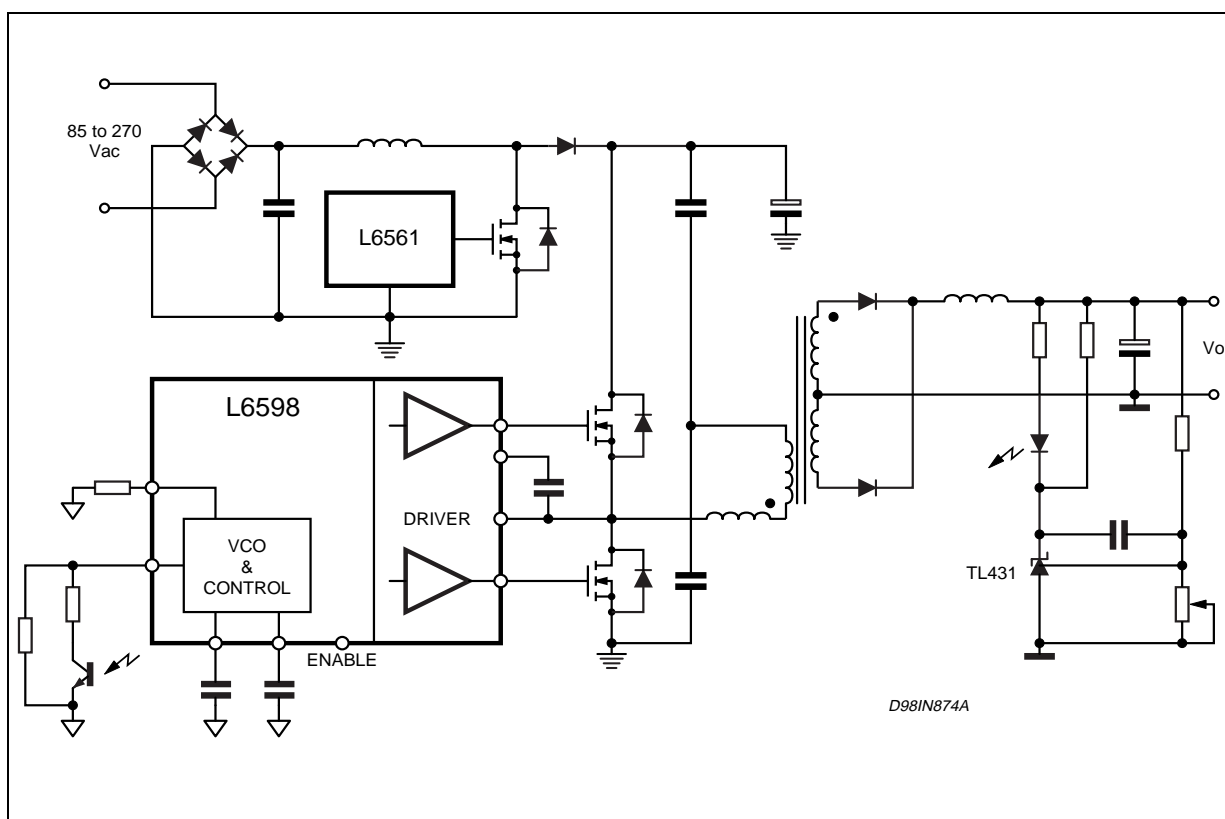 85 to 270
Vac
L6561
L6598
Vo
DRIVER
VCO
&
CONTROL
TL431
ENABLE
D98IN874A